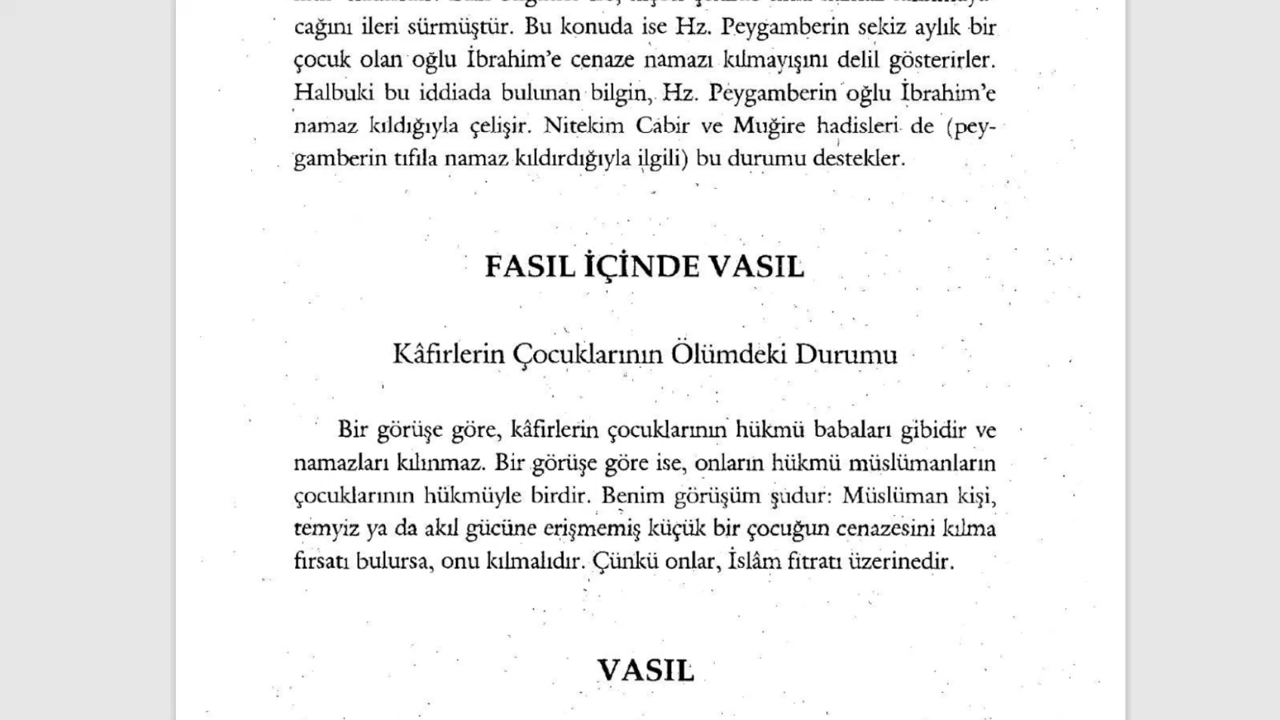 cağını ileri sürmüştür. Bu konuda ise Hz. Peygamberin sekiz aylık bir
çocuk olan oğlu İbrahim’e cenaze namazı kılmayışını delil gösterirler.
Halbuki bu iddiada bulunan bilgin, Hz. Peygamberin oğlu İbrahim’e
namaz kıldığıyla çelişir. Nitekim Cabir ve Muğire hadisleri de (pey-
gamberin tıfıla namaz kıldırdığıyla ilgili) bu durumu destekler.
FASIL İÇİNDE VASIL
Kâfirlerin Çocuklarının Ölümdeki Durumu
Bir görüşe göre, kâfirlerin çocuklarının hükmü babaları gibidir ve
namazları kılınmaz. Bir görüşe göre ise, onların hükmü müslümanların
çocuklarının hükmüyle birdir. Benim görüşüm şudur: Müslüman kişi,
temyiz ya da akıl gücüne erişmemiş küçük bir çocuğun cenazesini kılma
fırsatı bulursa, onu kılmalıdır. Çünkü onlar, İslâm fitratı üzerinedir.
VASIL